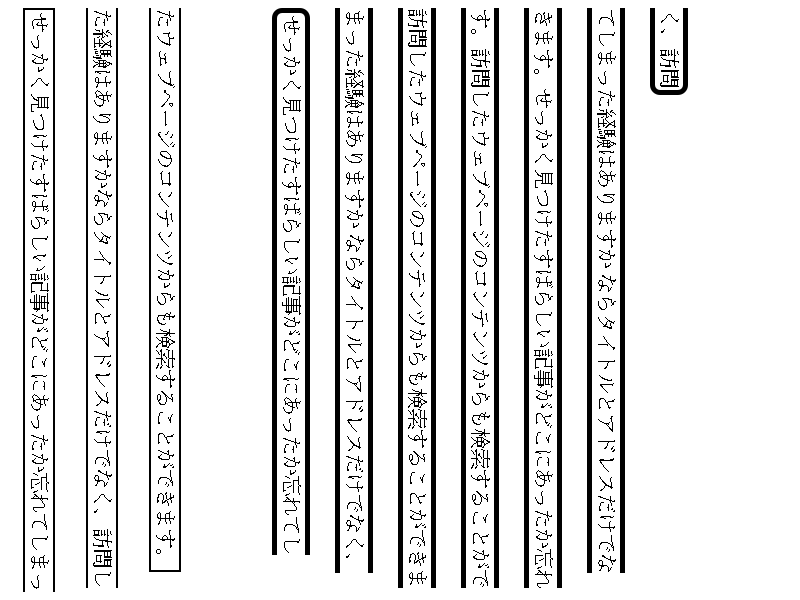 せっかく見つけたすばらしい記事がどこにあったか忘れてしまっ
た経験はありますかならタイトルとアドレスだけでなく、訪問し
たウェブページのコンテンツからも検索することができます。
せっかく見つけたすばらしい記事がどこにあったか忘れてし
まった経験はありますかならタイトルとアドレスだけでなく、
訪問したウェブページのコンテンツからも検索することができま
す。訪問したウェブページのコンテンツからも検索することがで
きます。せっかく見つけたすばらしい記事がどこにあったか忘れ
てしまった経験はありますかならタイトルとアドレスだけでな
く、訪問